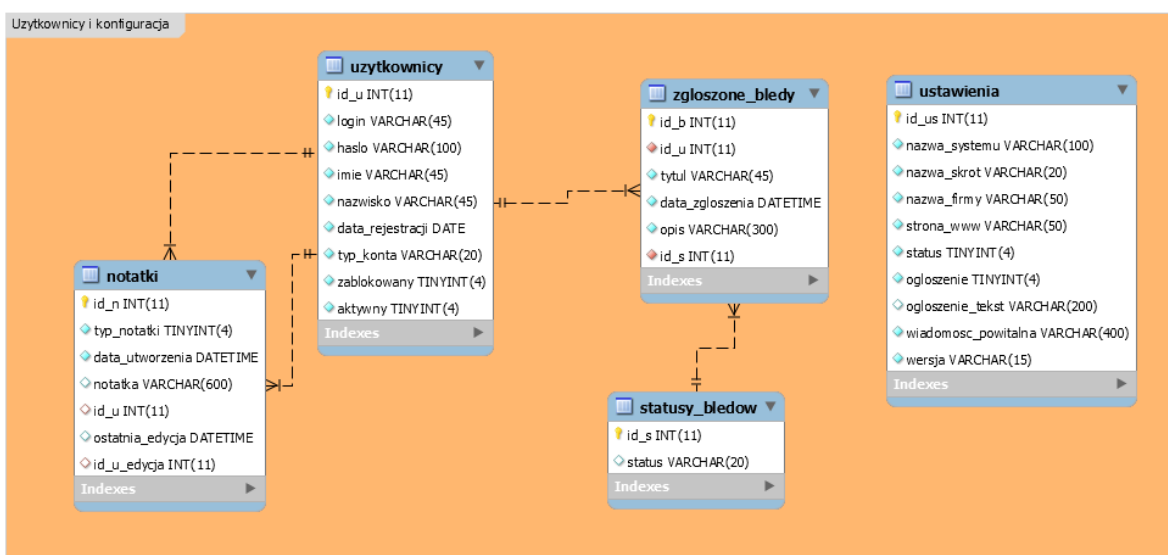 Uzytkownicy i konfiguracja
uzytkownicy
id_u INT(11)
login VARCHAR(45)
haslo VARCHAR(100)
imie VARCHAR(45)
nazwisko VARCHAR(45)
data_rejestracji DATE
typ_konta VARCHAR(20)
zablokowany TINYINT(4)
aktywny TINYINT(4)
Indexes
zgloszone_bledy
id_b INT(11)
id_u INT(11)
tytul VARCHAR(45)
data_zgloszenia DATETIME
opis VARCHAR(300)
id_s INT(11)
Indexes
ustawienia
id_us INT(11)
nazwa_systemu VARCHAR(100)
nazwa_skrot VARCHAR(20)
nazwa_firmy VARCHAR(50)
strona_www VARCHAR(50)
status TINYINT(4)
ogloszenie TINYINT(4)
ogloszenie_tekst VARCHAR(200)
wiadomosc_powitalna VARCHAR(400)
wersja VARCHAR(15)
Indexes
notatki
id_n INT(11)
typ_notatki TINYINT(4)
data_utworzenia DATETIME
notatka VARCHAR(600)
id_u INT(11)
ostatnia_edycja DATETIME
id_u_edycja INT(11)
Indexes
statusy_bledow
id_s INT(11)
status VARCHAR(20)
Indexes